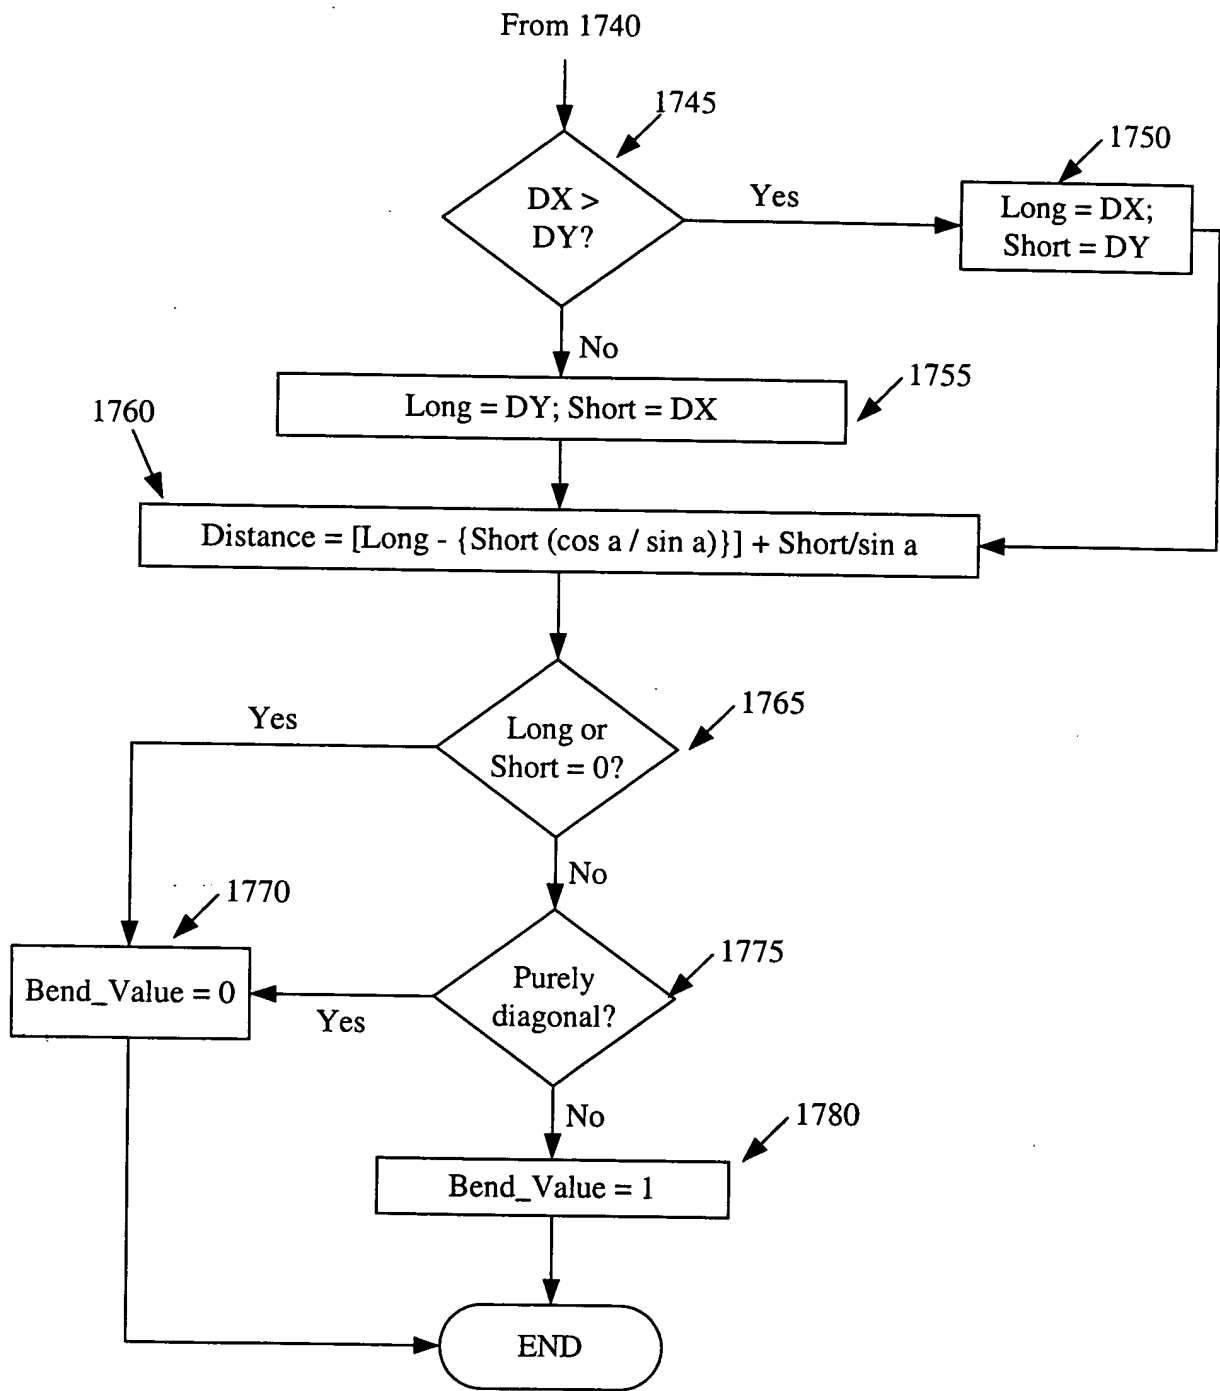 From 1740
1745
1750
DX >
DY?
Yes
Long = DX;
Short = DY
No
1755
Long = DY; Short = DX
1760
Distance = [Long - {Short (cos a / sin a)}] + Short/sin a
1765
Yes
Long or
Short = 0?
No
1770
1775
Bend_Value = 0
Purely
diagonal?
Yes
No
1780
Bend_Value = 1
END